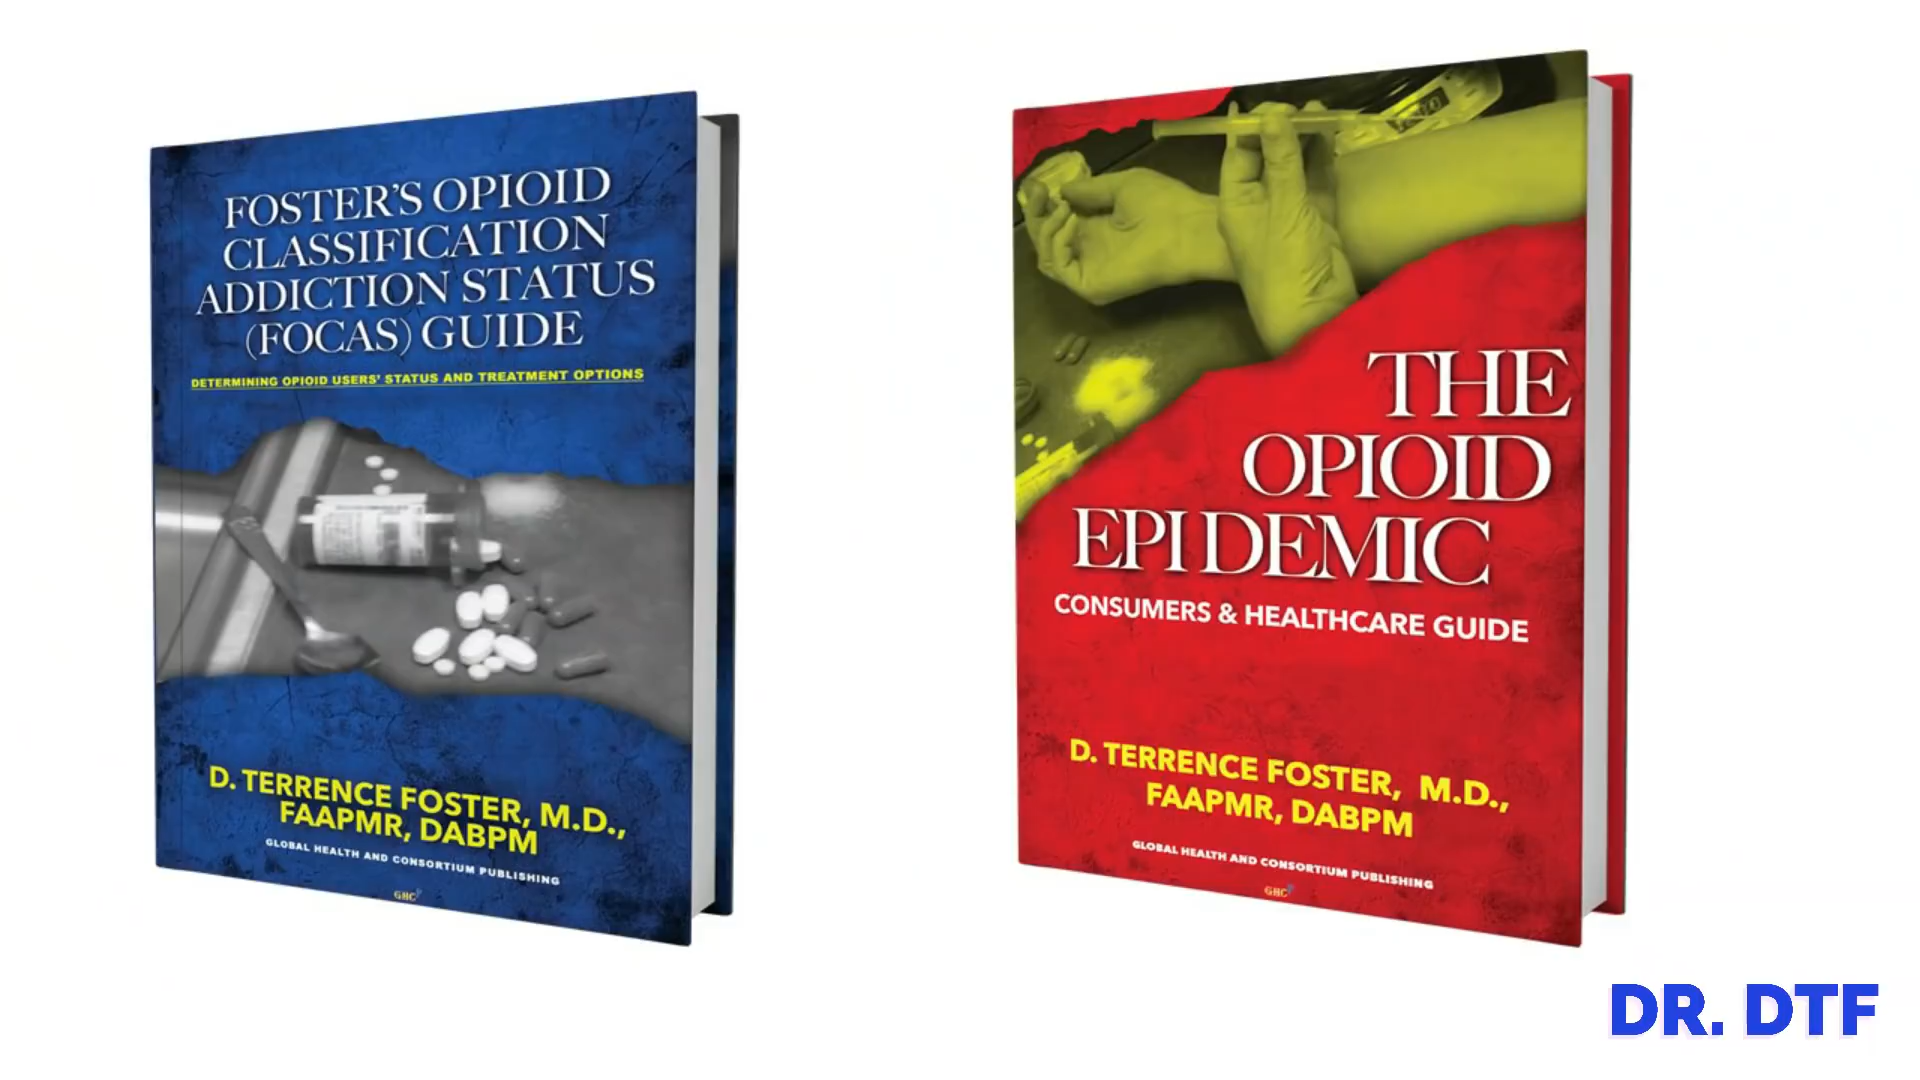 FOSTER'S OPIOID
CLASSIFICATION
ADDICTION STATUS
(FOCAS) GUIDE
DETERMINING OPIOID USERS' STATUS AND TREATMENT OPTIONS
D. TERRENCE FOSTER, M.D.,
FAAPMR, DABPM
GLOBAL HEALTH AND CONSORTIUM PUBLISHING
GHC
THE
OPIOID
EPIDEMIC
CONSUMERS & HEALTHCARE GUIDE
D. TERRENCE FOSTER, M.D.,
FAAPMR, DABPM
GLOBAL HEALTH AND CONSORTIUM PUBLISHING
GHC
DR. DTF